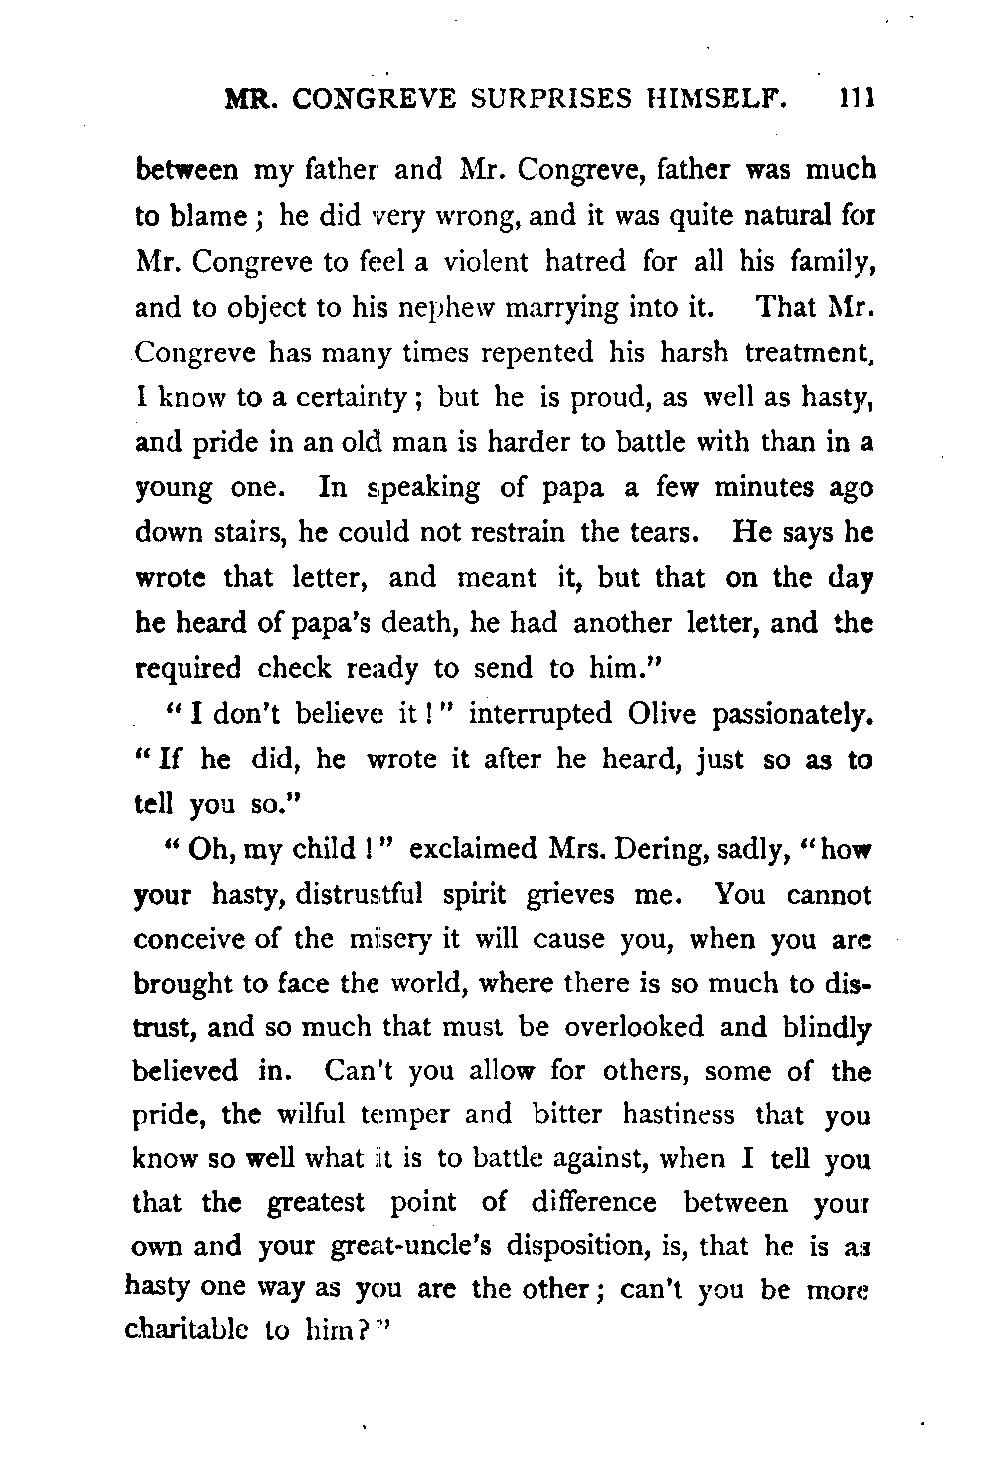 MR. CONGREVE SURPRISES HIMSELF. 111
between my father and Mr. Congreve, father was much
to blame; he did very wrong, and it was quite natural for
Mr. Congreve to feel a violent hatred for all his family,
and to object to his nephew marrying into it. That Mr.
Congreve has many times repented his harsh treatment,
I know to a certainty; but he is proud, as well as hasty,
and pride in an old man is harder to battle with than in a
young one. In speaking of papa a few minutes ago
down stairs, he could not restrain the tears. He says he
wrote that letter, and meant it, but that on the day
he heard of papa's death, he had another letter, and the
required check ready to send to him."
"I don't believe it!" interrupted Olive passionately.
"If he did, he wrote it after he heard, just so as to
tell you so."
"Oh, my child!" exclaimed Mrs. Dering, sadly, "how
your hasty, distrustful spirit grieves me. You cannot
conceive of the misery it will cause you, when you are
brought to face the world, where there is so much to dis-
trust, and so much that must be overlooked and blindly
believed in. Can't you allow for others, some of the
pride, the wilful temper and bitter hastiness that you
know so well what it is to battle against, when I tell you
that the greatest point of difference between your
own and your great-uncle's disposition, is, that he is as
hasty one way as you are the other; can't you be more
charitable to him?"